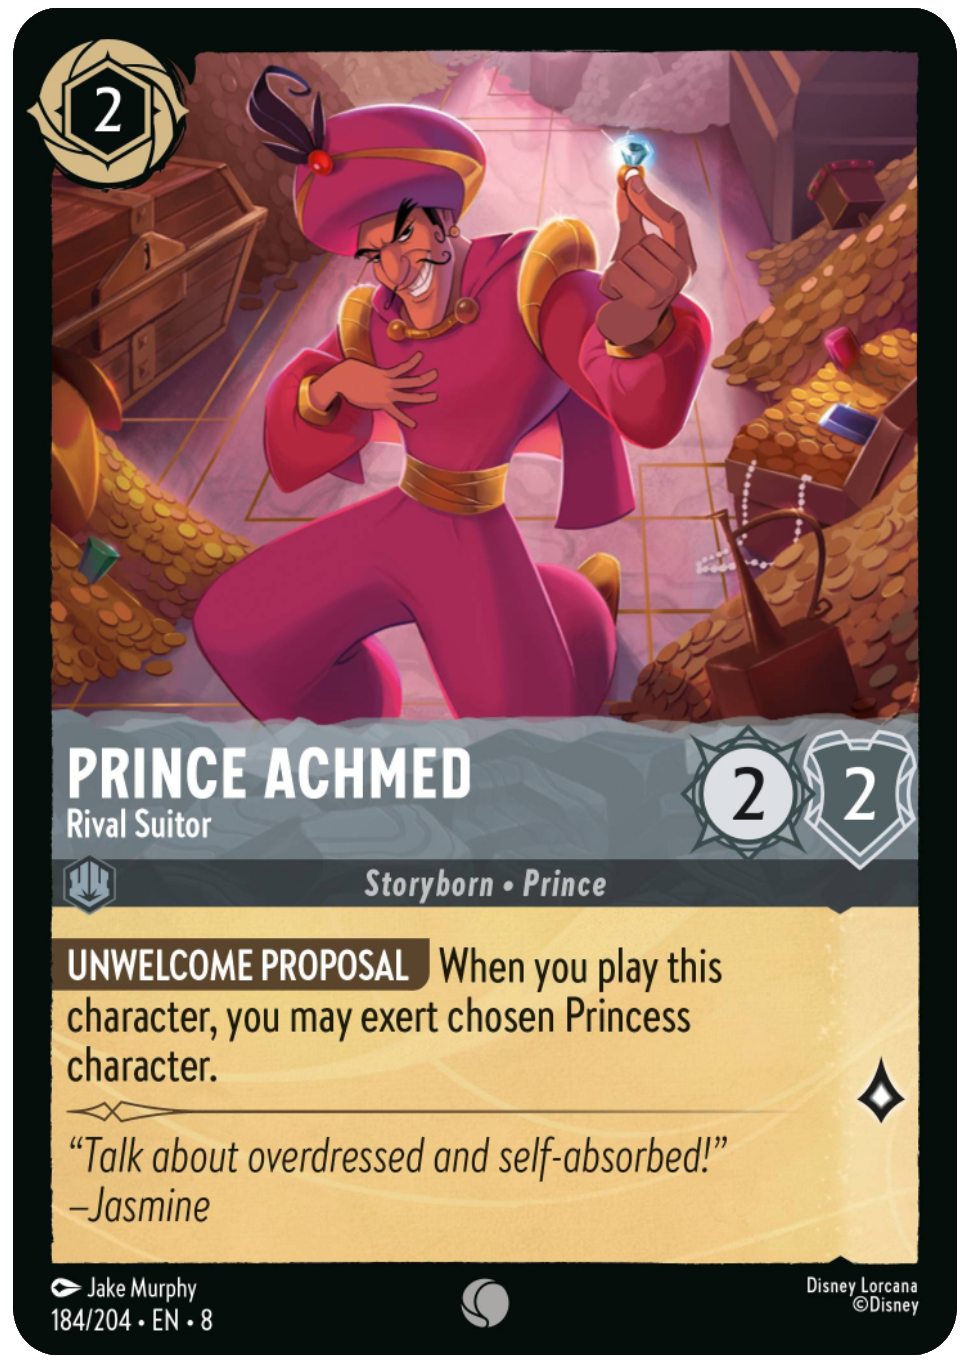 2
PRINCE ACHMED
Rival Suitor
2
2
Storyborn • Prince
UNWELCOME PROPOSAL When you play this
character, you may exert chosen Princess
character.
“Talk about overdressed and self-absorbed!”
–Jasmine
Jake Murphy
184/204 • EN • 8
Disney Lorcana
©Disney